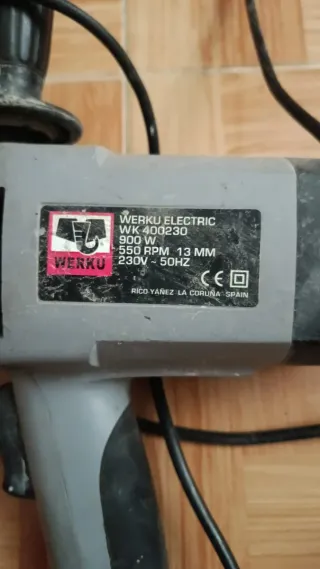 WERKU ELECTRIC
WK 400230
900 W
550 RPM 13 MM
230V ~ 50HZ
WERKU
CE
RICO YAÑEZ LA CORUÑA SPAIN